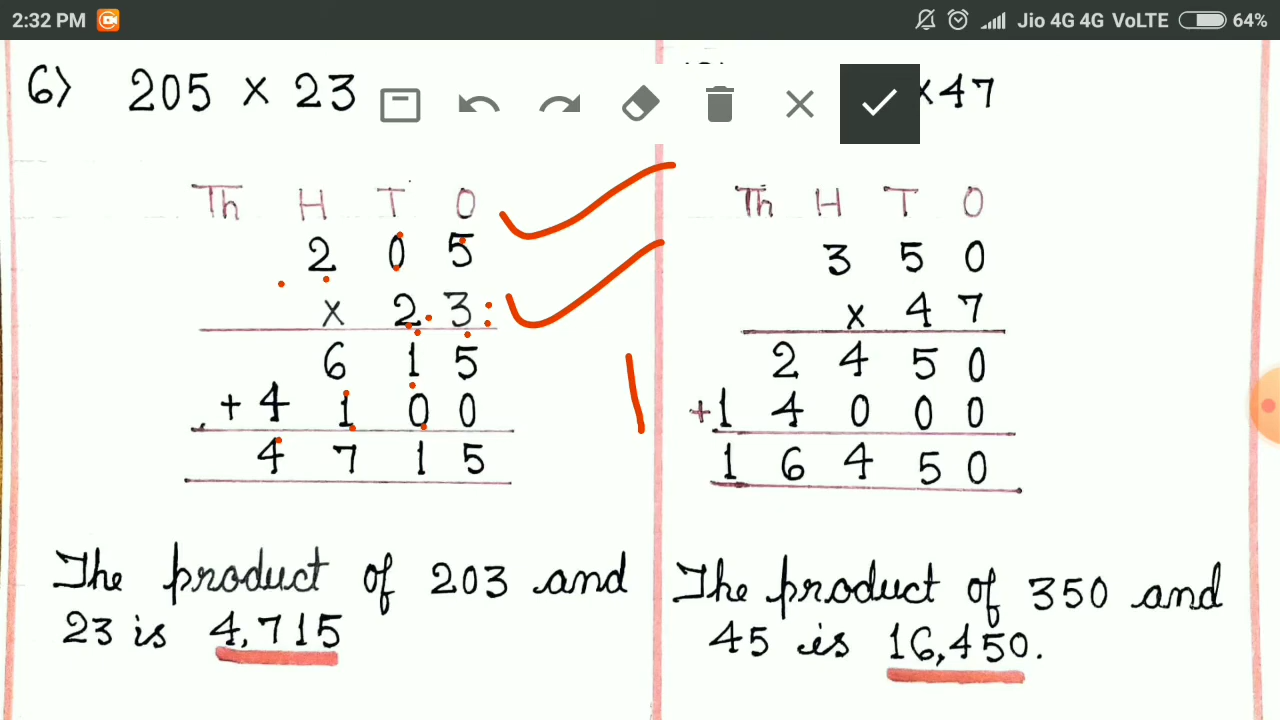 2:32 PM
Jio 4G 4G VoLTE 64%
6) 205 × 23
Th H T O
2 0 5
× 2 3
6 1 5
+ 4 1 0 0
4 7 1 5
The product of 203 and
23 is 4,715
×47
Th H T O
3 5 0
× 4 7
2 4 5 0
+1 4 0 0 0
1 6 4 5 0
The product of 350 and
45 is 16,450.